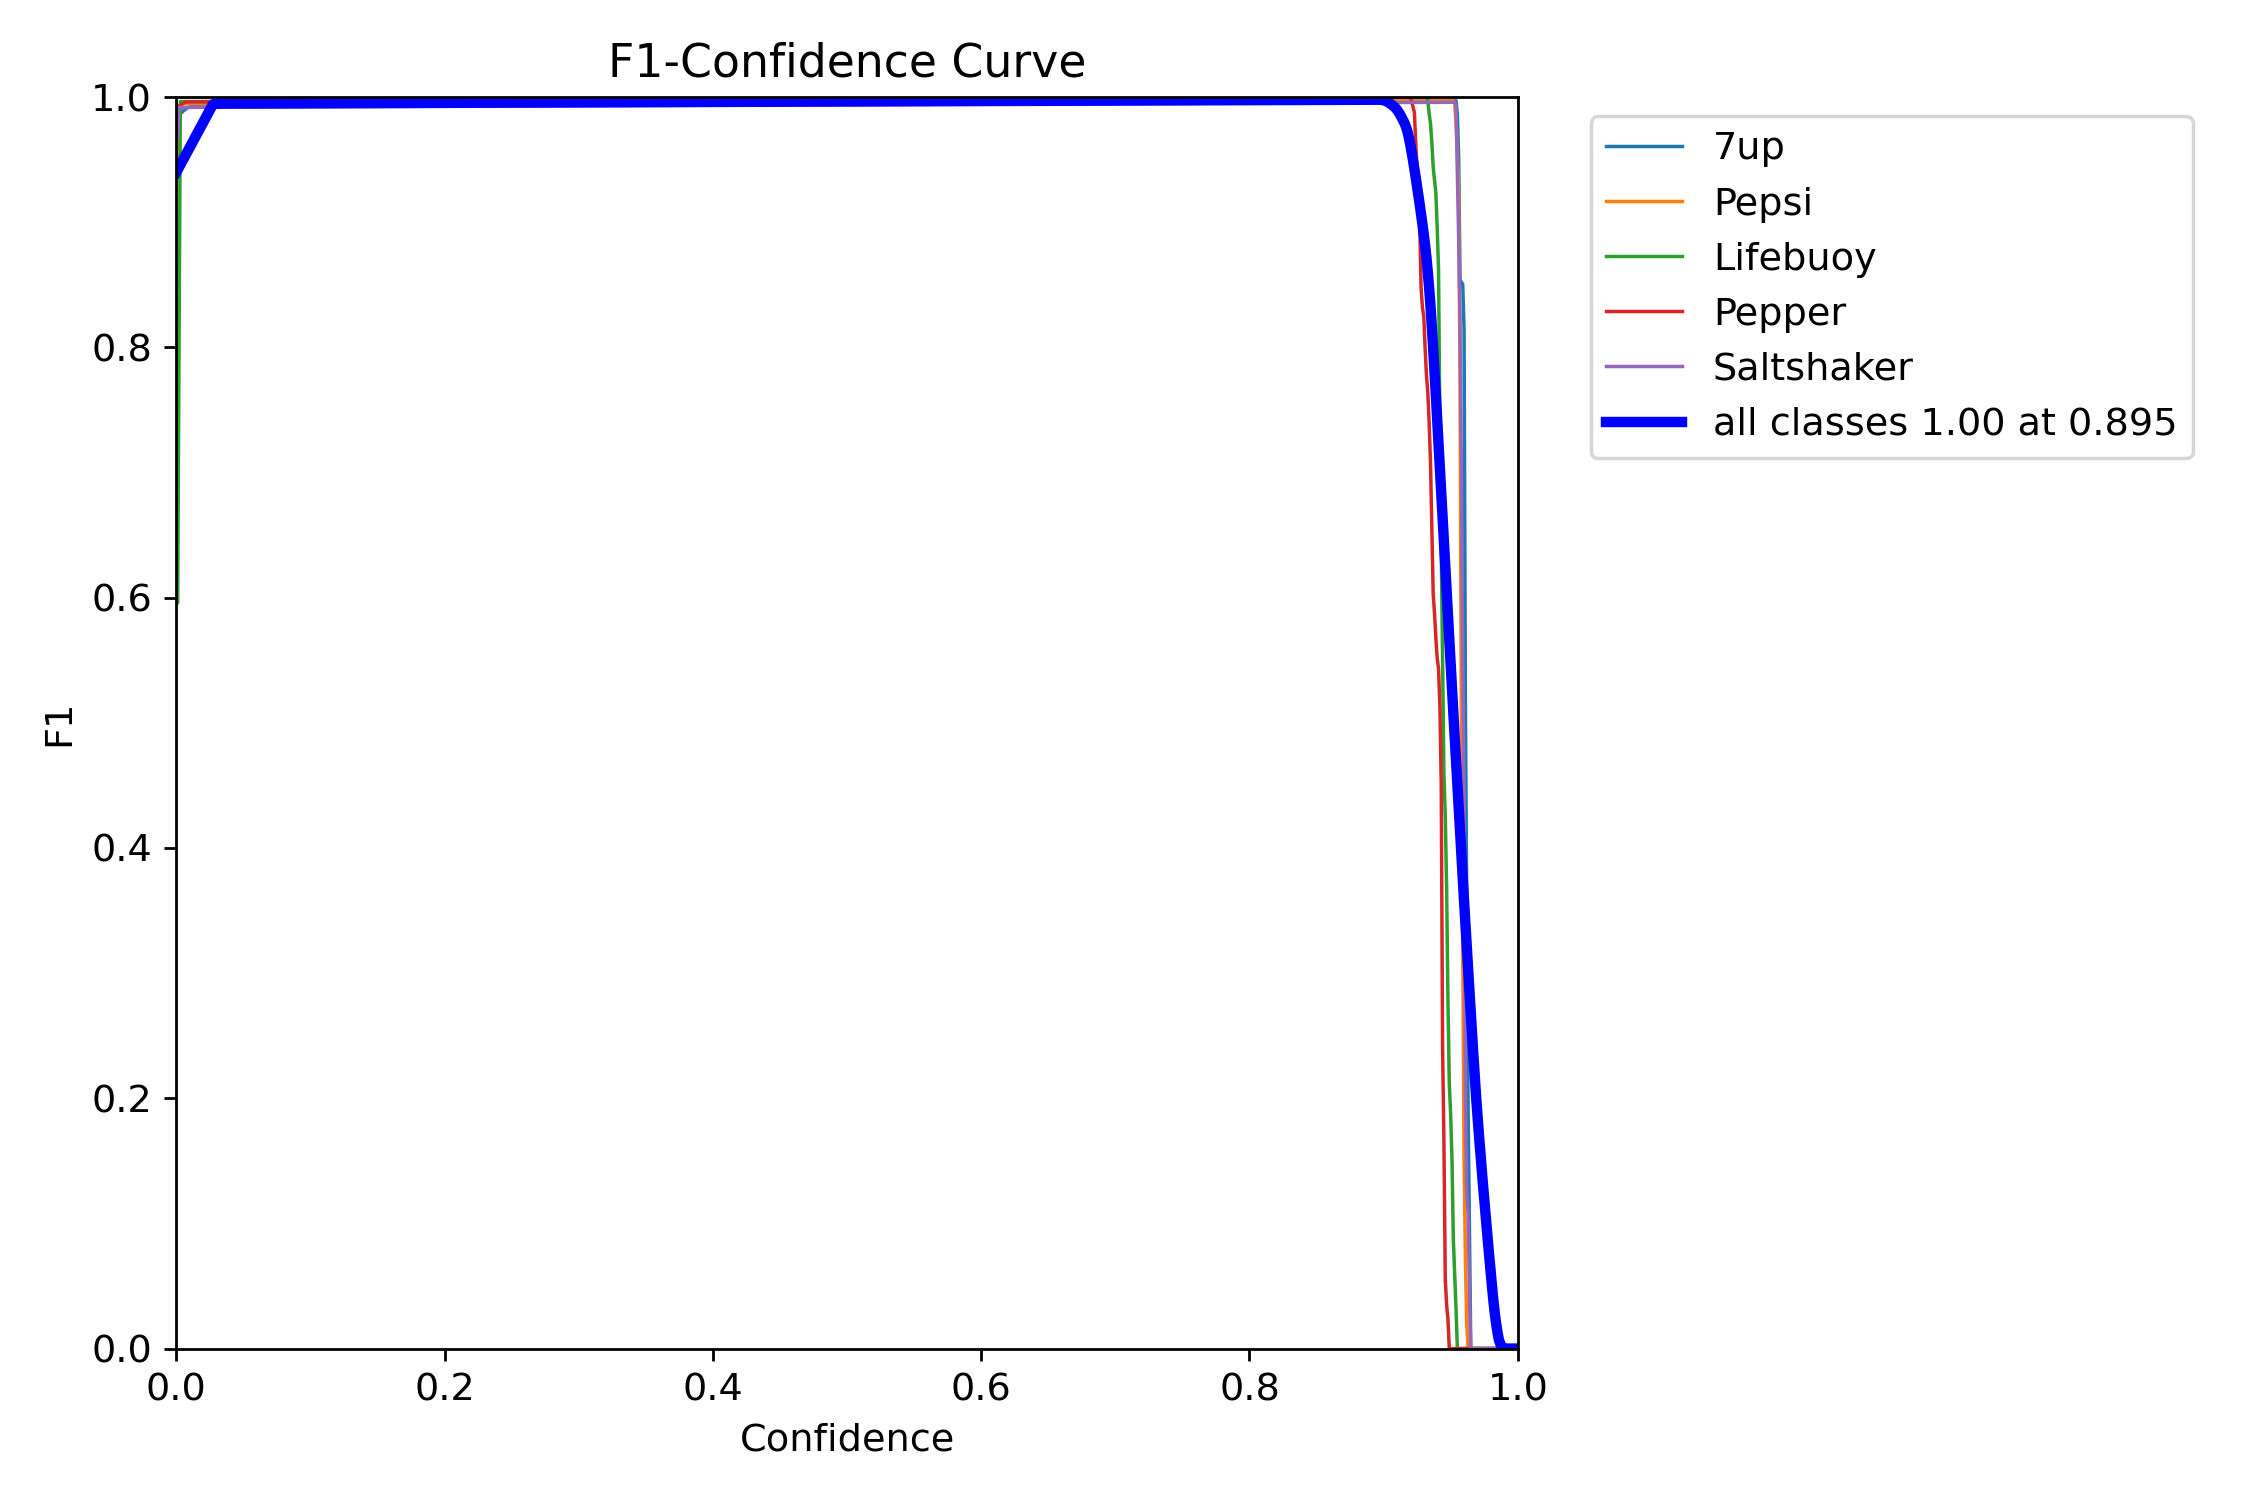 F1-Confidence Curve
1.0
0.8
0.6
0.4
0.2
0.0
F1
0.0 0.2 0.4 0.6 0.8 1.0
Confidence
7up
Pepsi
Lifebuoy
Pepper
Saltshaker
all classes 1.00 at 0.895